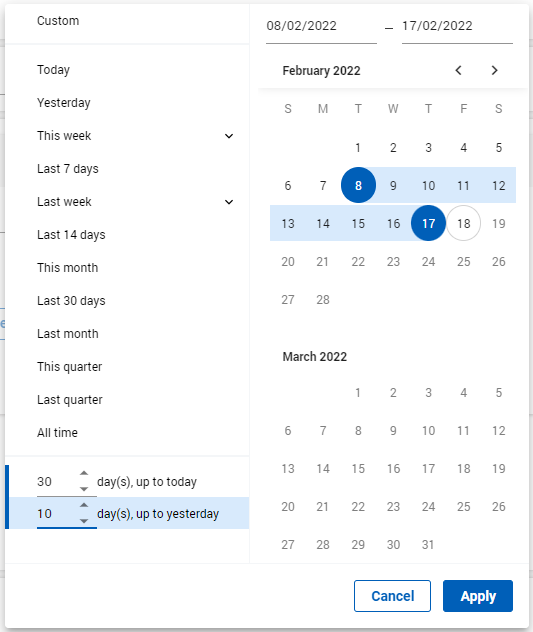 Custom
Today
Yesterday
This week
Last 7 days
Last week
Last 14 days
This month
Last 30 days
Last month
This quarter
Last quarter
All time
30 day(s), up to today
10 day(s), up to yesterday
08/02/2022 – 17/02/2022
February 2022
S M T W T F S
1 2 3 4 5
6 7 8 9 10 11 12
13 14 15 16 17 18 19
20 21 22 23 24 25 26
27 28
March 2022
1 2 3 4 5
6 7 8 9 10 11 12
13 14 15 16 17 18 19
20 21 22 23 24 25 26
27 28 29 30 31
Cancel Apply